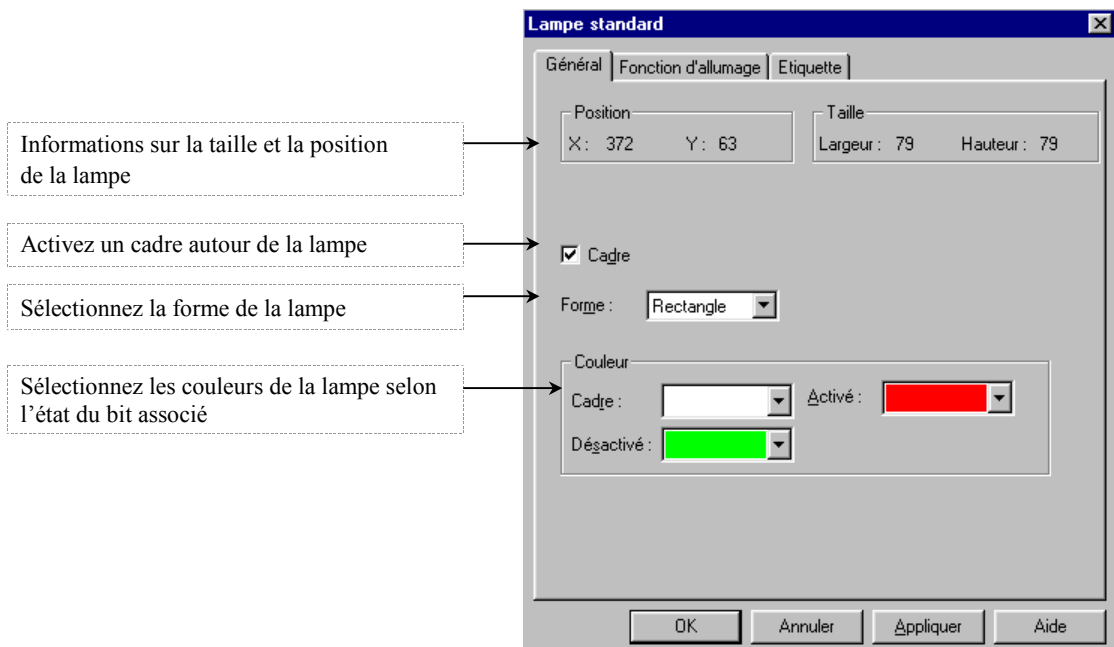 Lampe standard
Général Fonction d'allumage Etiquette
Position
X : 372 Y : 63
Taille
Largeur : 79 Hauteur : 79
Informations sur la taille et la position
de la lampe
Activez un cadre autour de la lampe
Cadre
Sélectionnez la forme de la lampe
Forme : Rectangle
Sélectionnez les couleurs de la lampe selon
l’état du bit associé
Couleur
Cadre : Activé :
Désactivé :
OK Annuler Appliquer Aide